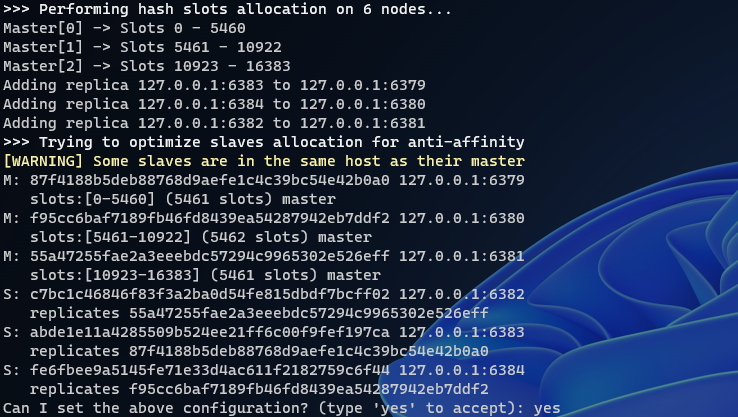 >>> Performing hash slots allocation on 6 nodes...
Master[0] -> Slots 0 - 5460
Master[1] -> Slots 5461 - 10922
Master[2] -> Slots 10923 - 16383
Adding replica 127.0.0.1:6383 to 127.0.0.1:6379
Adding replica 127.0.0.1:6384 to 127.0.0.1:6380
Adding replica 127.0.0.1:6382 to 127.0.0.1:6381
>>> Trying to optimize slaves allocation for anti-affinity
[WARNING] Some slaves are in the same host as their master
M: 87f4188b5deb88768d9aefe1c4c39bc54e42b0a0 127.0.0.1:6379
   slots:[0-5460] (5461 slots) master
M: f95cc6baf7189fb46fd8439ea54287942eb7ddf2 127.0.0.1:6380
   slots:[5461-10922] (5462 slots) master
M: 55a47255fae2a3eeebdc57294c9965302e526eff 127.0.0.1:6381
   slots:[10923-16383] (5461 slots) master
S: c7bc1c46846f83f3a2ba0d54fe815dbdf7bcff02 127.0.0.1:6382
   replicates 55a47255fae2a3eeebdc57294c9965302e526eff
S: abde1e11a4285509b524ee21ff6c00f9fef197ca 127.0.0.1:6383
   replicates 87f4188b5deb88768d9aefe1c4c39bc54e42b0a0
S: fe6fbee9a5145fe71e33d4ac611f2182759c6f44 127.0.0.1:6384
   replicates f95cc6baf7189fb46fd8439ea54287942eb7ddf2
Can I set the above configuration? (type 'yes' to accept): yes